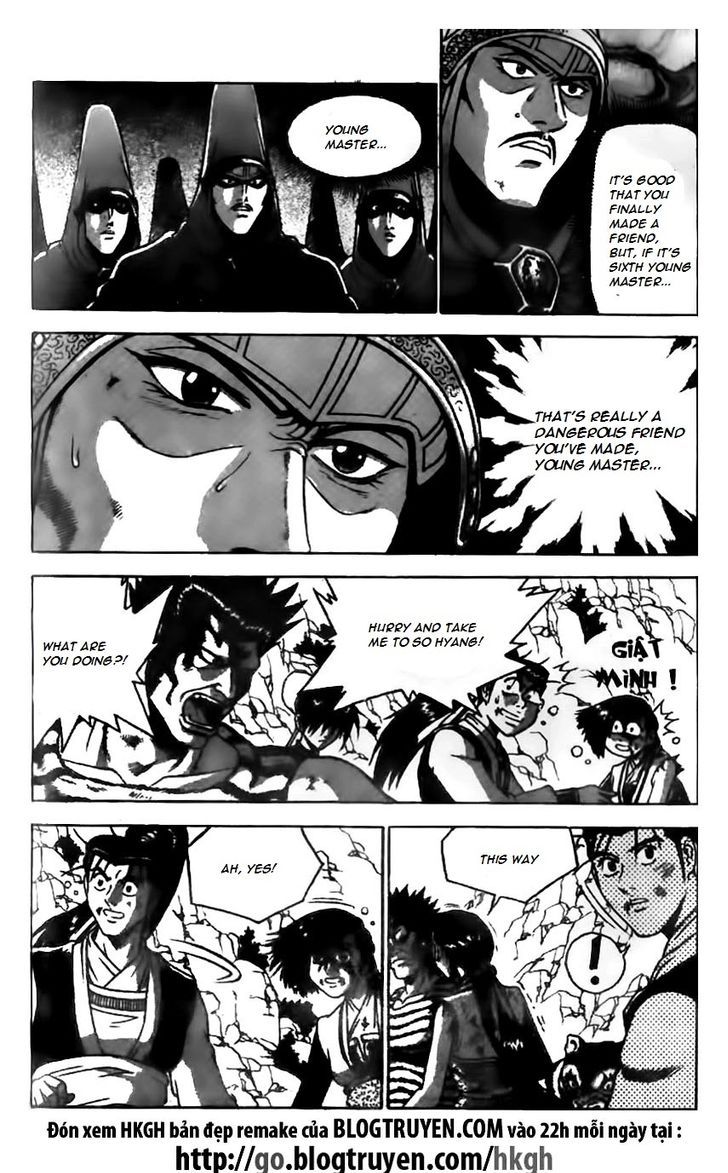 YOUNG
MASTER...
IT'S GOOD
THAT YOU
FINALLY
MADE A
FRIEND,
BUT, IF IT'S
SIXTH YOUNG
MASTER...
THAT'S REALLY A
DANGEROUS FRIEND
YOU'VE MADE,
YOUNG MASTER...
WHAT ARE
YOU DOING?!
HURRY AND TAKE
ME TO SO HYANG!
GIẬT
MÌNH !
AH, YES!
THIS WAY
!
Đón xem HKGH bản đẹp remake của BLOGTRUYEN.COM vào 22h mỗi ngày tại :
http://go.blogtruyen.com/hkgh